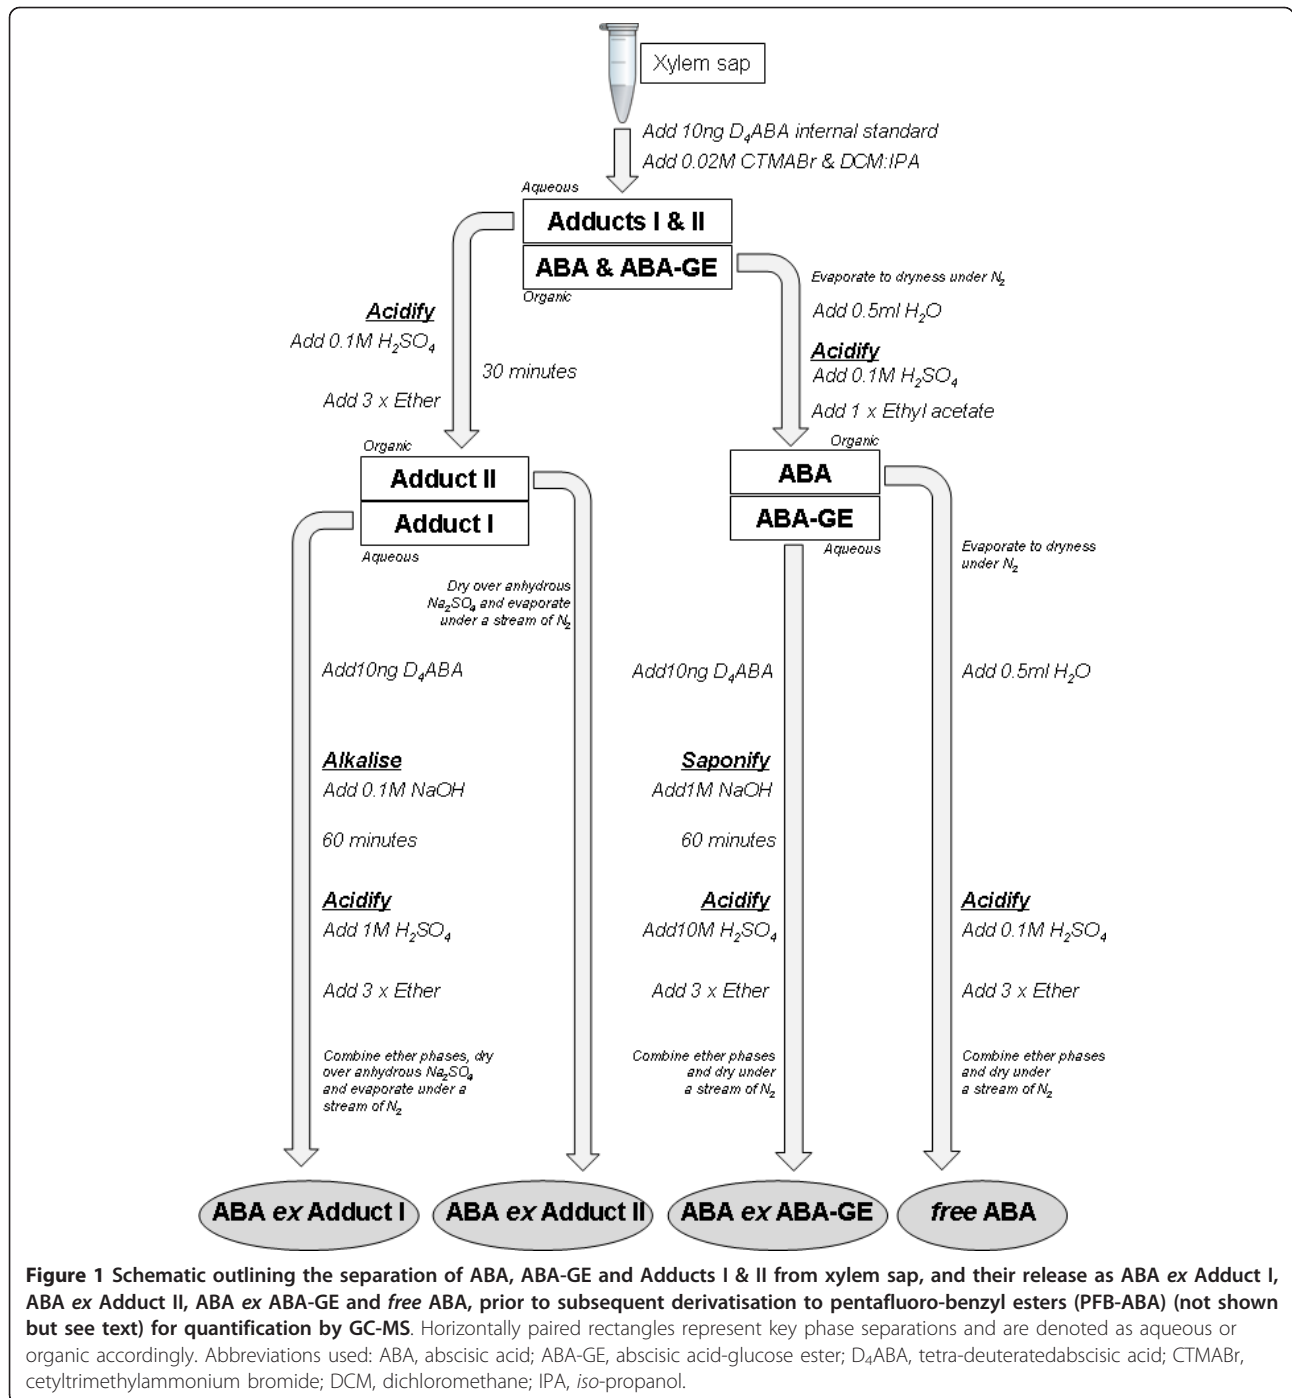 Xylem sap
Add 10ng D₄ABA internal standard
Add 0.02M CTMABr & DCM:IPA
Aqueous
Adducts I & II
ABA & ABA-GE
Organic
Acidify
Add 0.1M H₂SO₄
30 minutes
Add 3 x Ether
Evaporate to dryness under N₂
Add 0.5ml H₂O
Acidify
Add 0.1M H₂SO₄
Add 1 x Ethyl acetate
Organic
Adduct II
Adduct I
Aqueous
Organic
ABA
ABA-GE
Aqueous
Dry over anhydrous
Na₂SO₄ and evaporate
under a stream of N₂
Evaporate to dryness
under N₂
Add10ng D₄ABA
Alkalise
Add 0.1M NaOH
60 minutes
Acidify
Add 1M H₂SO₄
Add 3 x Ether
Combine ether phases, dry
over anhydrous Na₂SO₄
and evaporate under a
stream of N₂
Add10ng D₄ABA
Saponify
Add1M NaOH
60 minutes
Acidify
Add10M H₂SO₄
Add 3 x Ether
Combine ether phases
and dry under
a stream of N₂
Add 0.5ml H₂O
Acidify
Add 0.1M H₂SO₄
Add 3 x Ether
Combine ether phases
and dry under
a stream of N₂
ABA ex Adduct I
ABA ex Adduct II
ABA ex ABA-GE
free ABA
Figure 1 Schematic outlining the separation of ABA, ABA-GE and Adducts I & II from xylem sap, and their release as ABA ex Adduct I,
ABA ex Adduct II, ABA ex ABA-GE and free ABA, prior to subsequent derivatisation to pentafluoro-benzyl esters (PFB-ABA) (not shown
but see text) for quantification by GC-MS. Horizontally paired rectangles represent key phase separations and are denoted as aqueous or
organic accordingly. Abbreviations used: ABA, abscisic acid; ABA-GE, abscisic acid-glucose ester; D₄ABA, tetra-deuteratedabscisic acid; CTMABr,
cetyltrimethylammonium bromide; DCM, dichloromethane; IPA, iso-propanol.